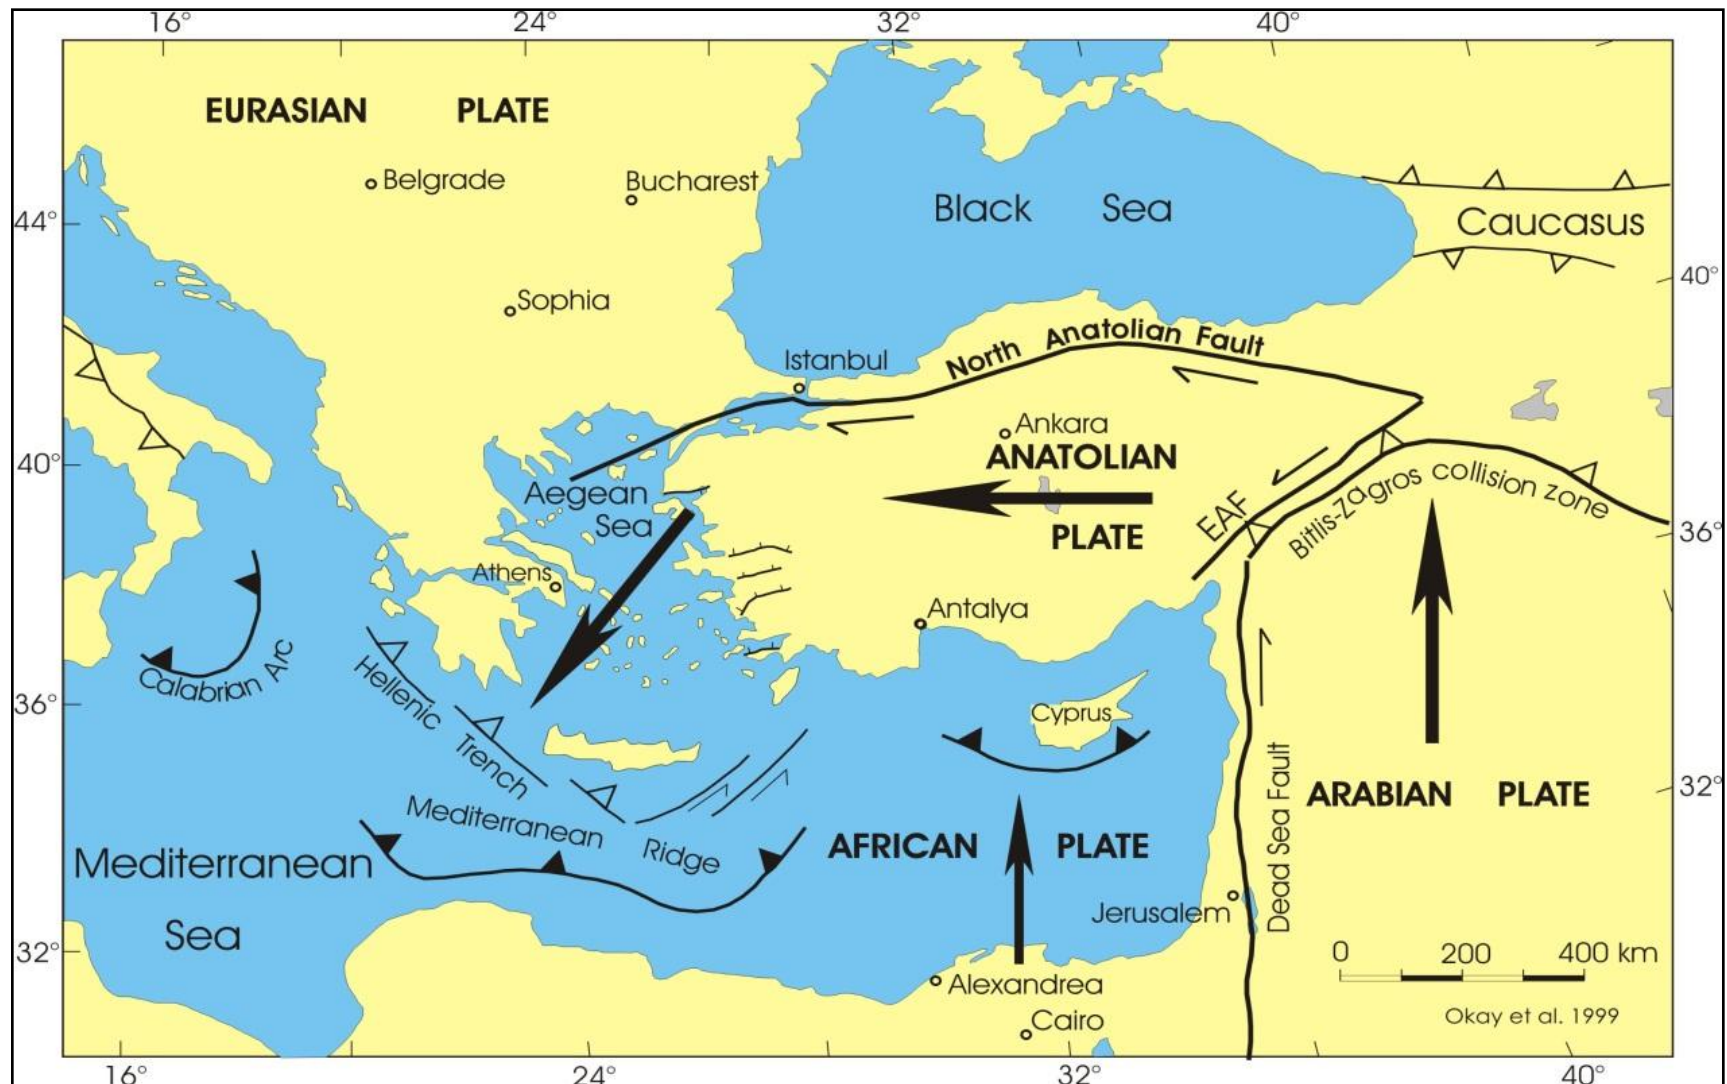 16° 24° 32° 40°
EURASIAN PLATE
Belgrade
Bucharest
Black Sea
Caucasus
44°
40°
Sophia
Istanbul
North Anatolian Fault
Ankara
ANATOLIAN
PLATE
40°
Aegean
Sea
EAF
Bitlis-Zagros collision zone
36°
Athens
Antalya
Calabrian Arc
Hellenic Trench
36°
Cyprus
Mediterranean Ridge
Dead Sea Fault
ARABIAN PLATE
32°
AFRICAN PLATE
Mediterranean
Sea
Jerusalem
32°
0 200 400 km
Alexandrea
Cairo
Okay et al. 1999
16° 24° 32° 40°